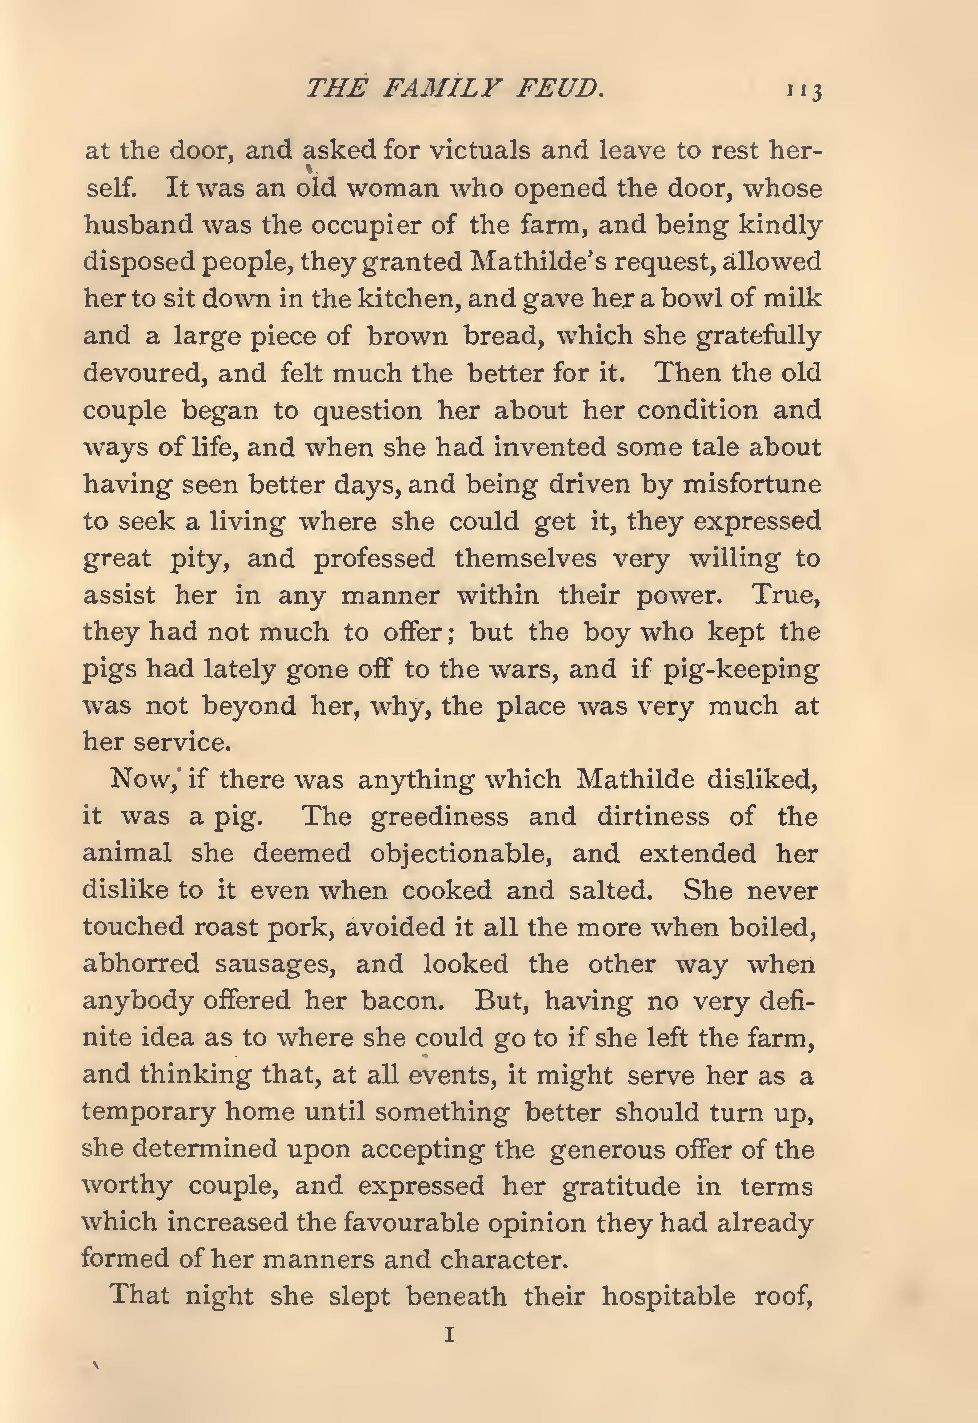 THE FAMILY FEUD. 113
at the door, and asked for victuals and leave to rest her-
self. It was an old woman who opened the door, whose
husband was the occupier of the farm, and being kindly
disposed people, they granted Mathilde's request, allowed
her to sit down in the kitchen, and gave her a bowl of milk
and a large piece of brown bread, which she gratefully
devoured, and felt much the better for it. Then the old
couple began to question her about her condition and
ways of life, and when she had invented some tale about
having seen better days, and being driven by misfortune
to seek a living where she could get it, they expressed
great pity, and professed themselves very willing to
assist her in any manner within their power. True,
they had not much to offer; but the boy who kept the
pigs had lately gone off to the wars, and if pig-keeping
was not beyond her, why, the place was very much at
her service.
Now, if there was anything which Mathilde disliked,
it was a pig. The greediness and dirtiness of the
animal she deemed objectionable, and extended her
dislike to it even when cooked and salted. She never
touched roast pork, avoided it all the more when boiled,
abhorred sausages, and looked the other way when
anybody offered her bacon. But, having no very defi-
nite idea as to where she could go to if she left the farm,
and thinking that, at all events, it might serve her as a
temporary home until something better should turn up,
she determined upon accepting the generous offer of the
worthy couple, and expressed her gratitude in terms
which increased the favourable opinion they had already
formed of her manners and character.
That night she slept beneath their hospitable roof,
I